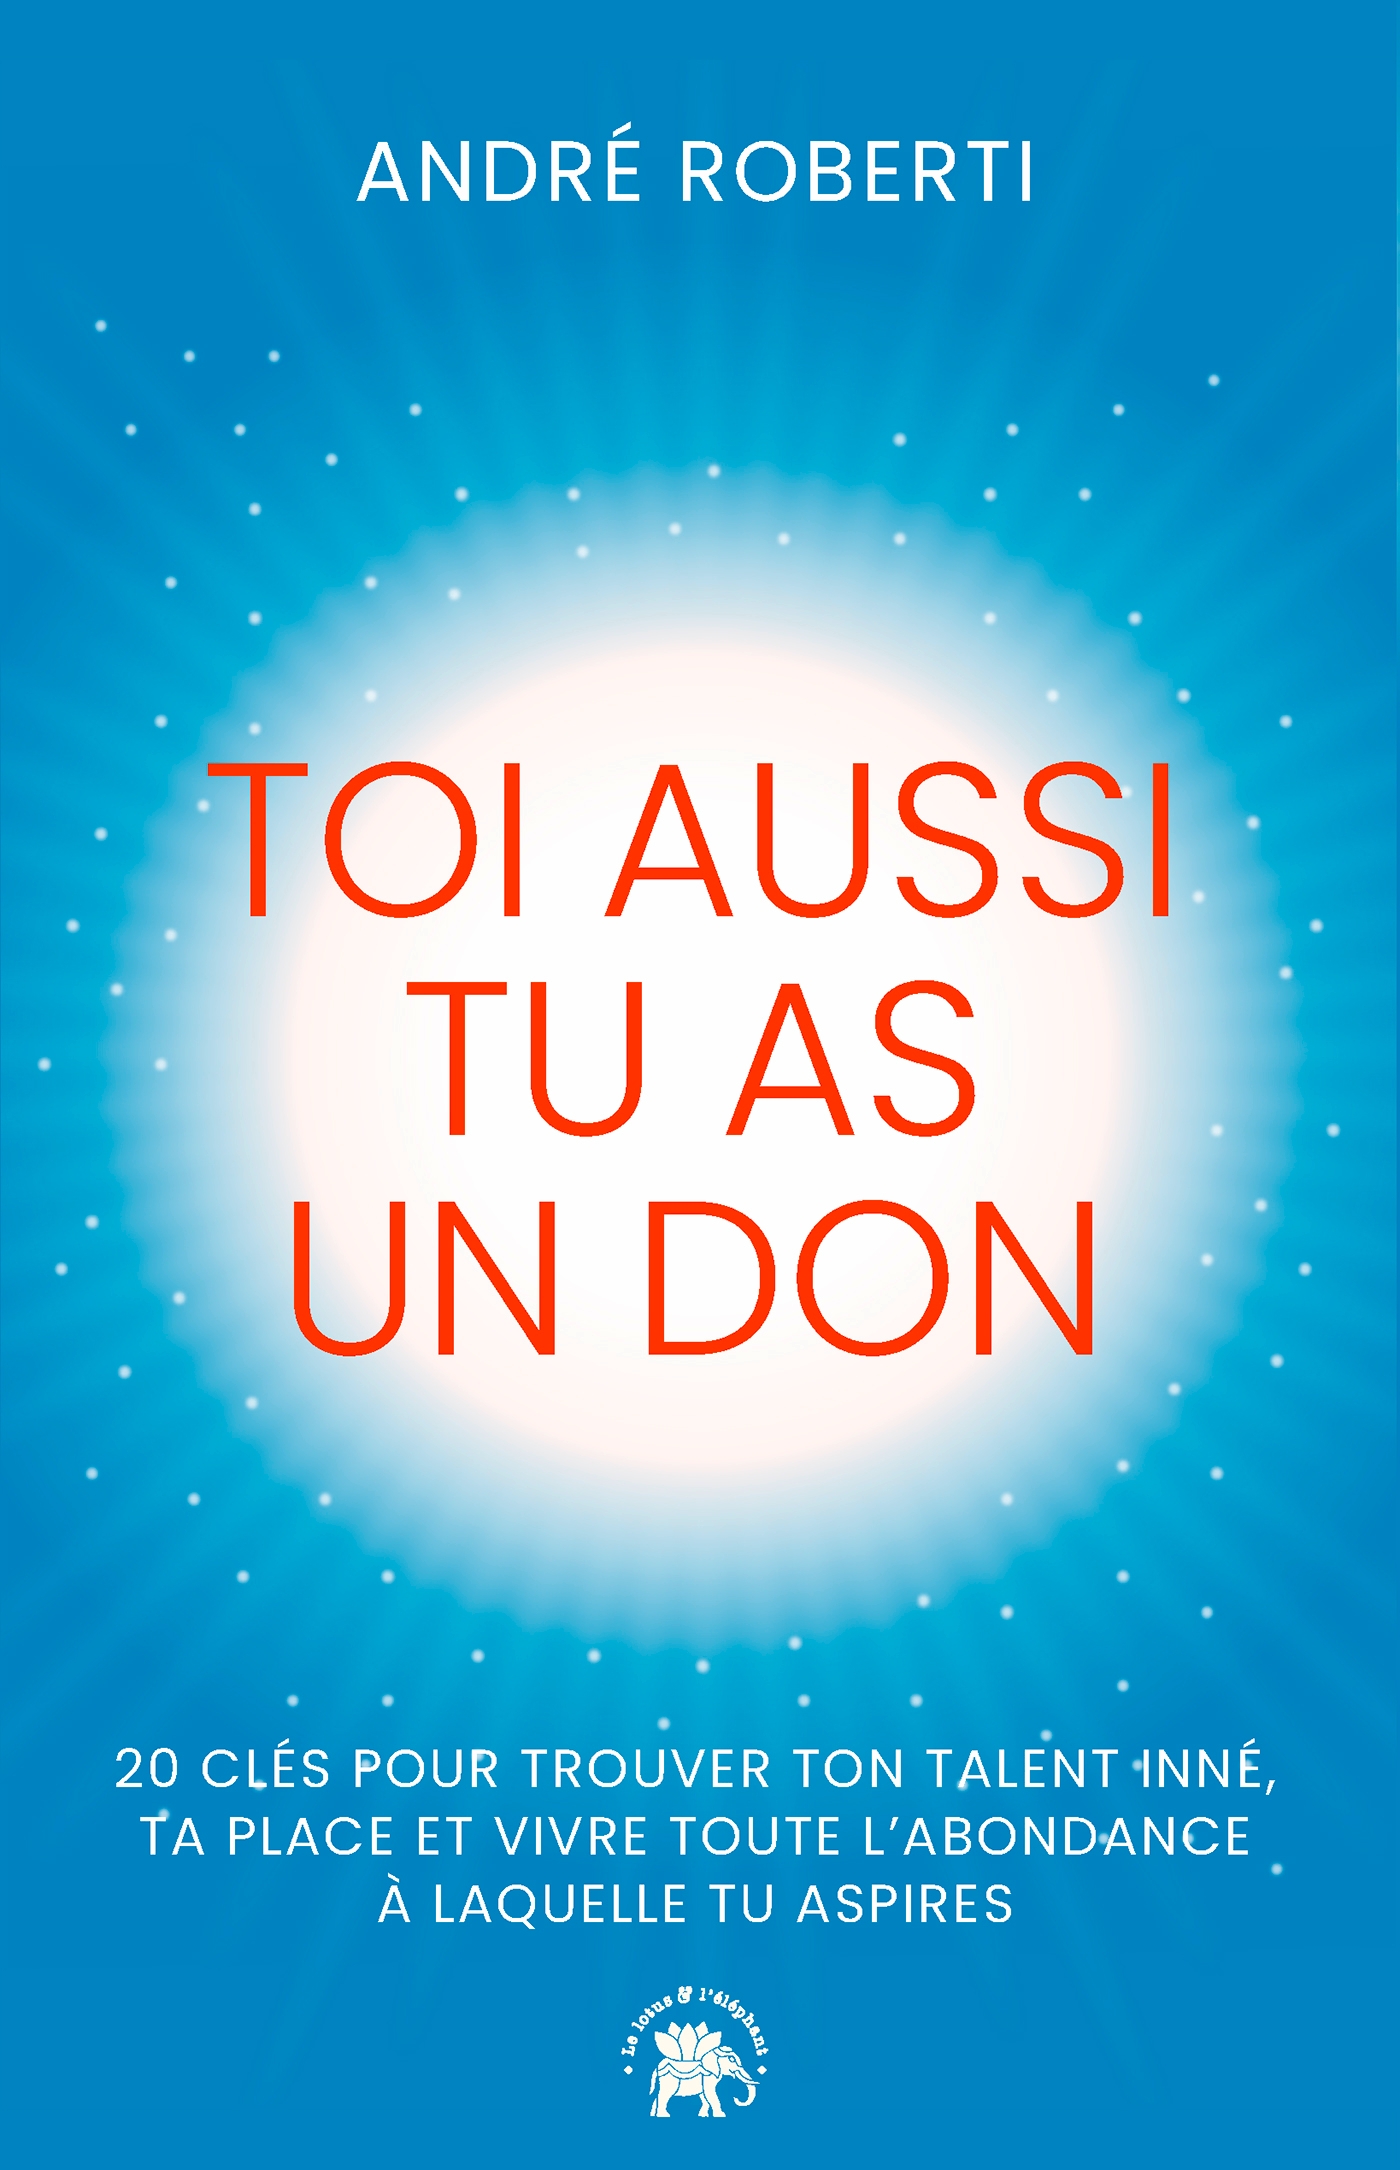 ANDRÉ ROBERTI
TOI AUSSI
TU AS
UN DON
20 CLÉS POUR TROUVER TON TALENT INNÉ,
TA PLACE ET VIVRE TOUTE L’ABONDANCE
À LAQUELLE TU ASPIRES
Le lotus & l’éléphant